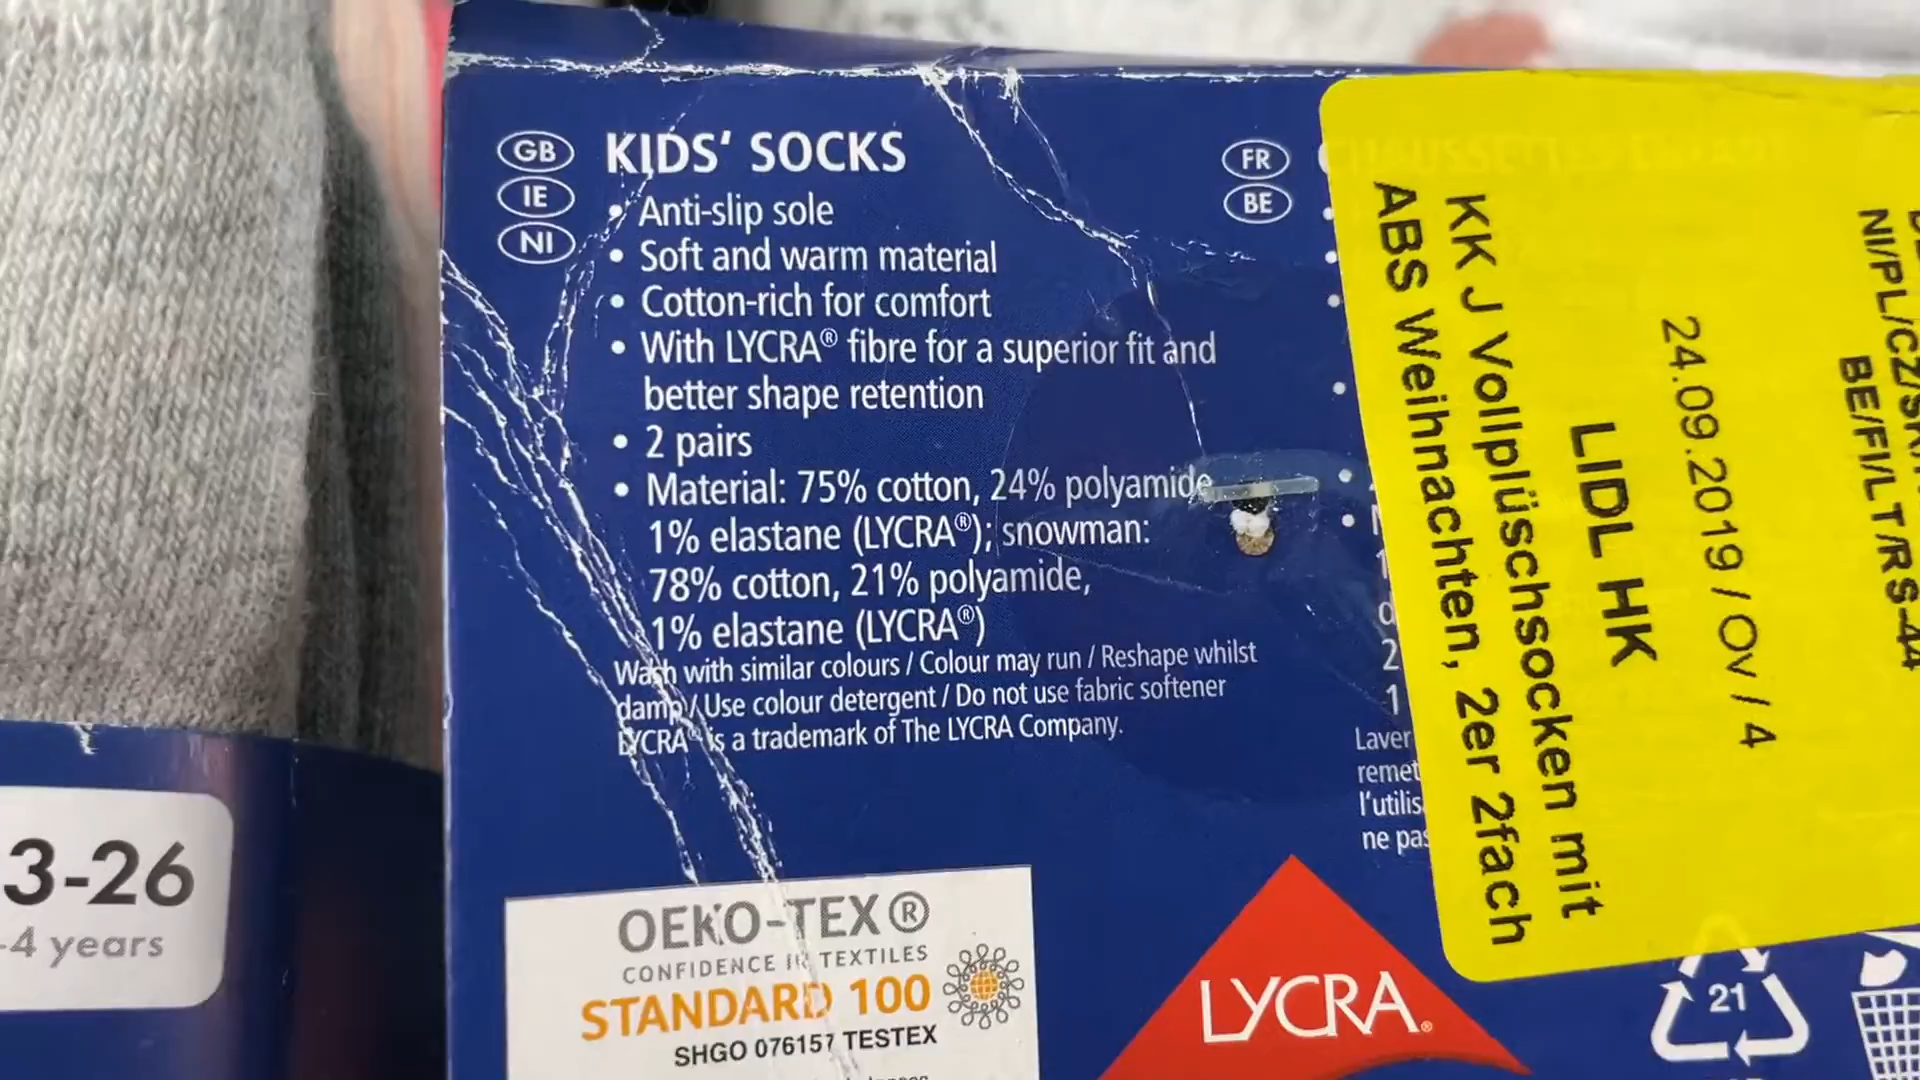 GB
IE
NI
KIDS' SOCKS
• Anti-slip sole
• Soft and warm material
• Cotton-rich for comfort
• With LYCRA® fibre for a superior fit and
better shape retention
• 2 pairs
• Material: 75% cotton, 24% polyamide
1% elastane (LYCRA®); snowman:
78% cotton, 21% polyamide,
1% elastane (LYCRA®)
Wash with similar colours / Colour may run / Reshape whilst
damp / Use colour detergent / Do not use fabric softener
LYCRA® is a trademark of The LYCRA Company.
FR
BE
2
1
Laver
remet
l'utilis
ne pas
KK J Vollplüschsocken mit
ABS Weihnachten, 2er 2fach
LIDL HK
24.09.2019 / Ov / 4
NI/PL/CZ/SK/
BE/FI/LT/RS-44
3-26
-4 years
OEKO-TEX®
CONFIDENCE IN TEXTILES
STANDARD 100
SHGO 076157 TESTEX
LYCRA®
21